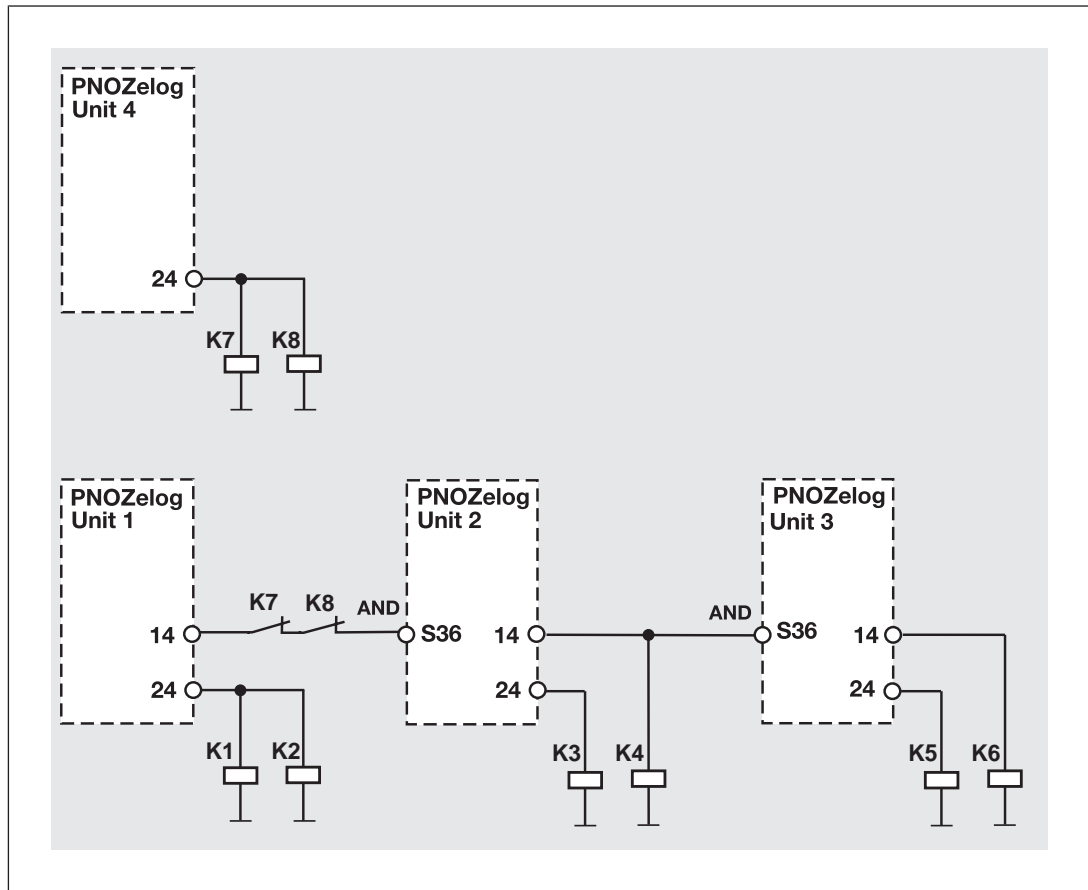 PNOZelog
Unit 4
24
K7 K8
PNOZelog
Unit 1
PNOZelog
Unit 2
PNOZelog
Unit 3
K7 K8 AND AND
14 S36 14 S36 14
24 24 24
K1 K2 K3 K4 K5 K6